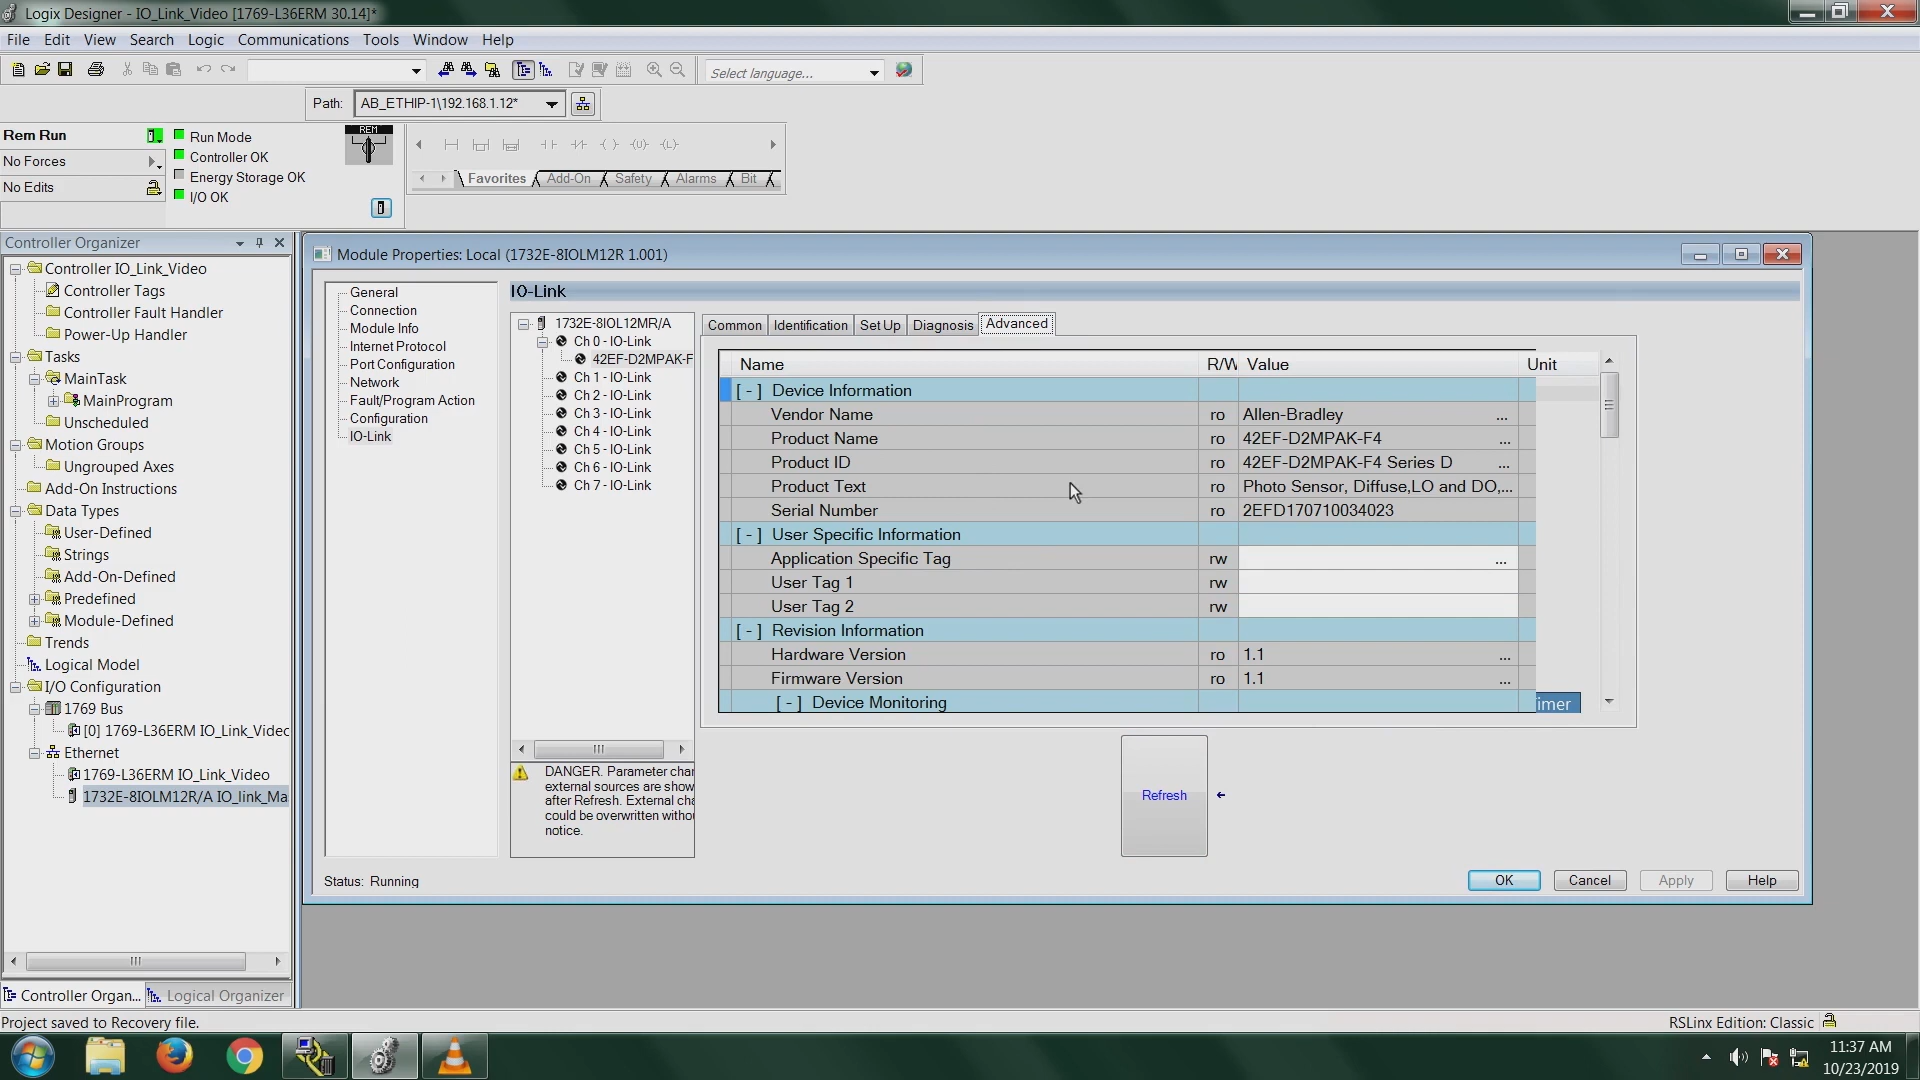 Logix Designer - IO_Link_Video [1769-L36ERM 30.14]*
File Edit View Search Logic Communications Tools Window Help
Select language...
Path: AB_ETHIP-1\192.168.1.12*
Rem Run
No Forces
No Edits
Run Mode
Controller OK
Energy Storage OK
I/O OK
REM
Favorites Add-On Safety Alarms Bit
Controller Organizer
Controller IO_Link_Video
Controller Tags
Controller Fault Handler
Power-Up Handler
Tasks
MainTask
MainProgram
Unscheduled
Motion Groups
Ungrouped Axes
Add-On Instructions
Data Types
User-Defined
Strings
Add-On-Defined
Predefined
Module-Defined
Trends
Logical Model
I/O Configuration
1769 Bus
[0] 1769-L36ERM IO_Link_Videc
Ethernet
1769-L36ERM IO_Link_Video
1732E-8IOLM12R/A IO_link_Ma
Controller Organ... Logical Organizer
Module Properties: Local (1732E-8IOLM12R 1.001)
General
Connection
Module Info
Internet Protocol
Port Configuration
Network
Fault/Program Action
Configuration
IO-Link
IO-Link
1732E-8IOL12MR/A
Ch 0 - IO-Link
42EF-D2MPAK-F
Ch 1 - IO-Link
Ch 2 - IO-Link
Ch 3 - IO-Link
Ch 4 - IO-Link
Ch 5 - IO-Link
Ch 6 - IO-Link
Ch 7 - IO-Link
DANGER. Parameter char
external sources are show
after Refresh. External cha
could be overwritten withou
notice.
Common Identification Set Up Diagnosis Advanced
Name R/W Value Unit
[ - ] Device Information
Vendor Name ro Allen-Bradley ...
Product Name ro 42EF-D2MPAK-F4 ...
Product ID ro 42EF-D2MPAK-F4 Series D ...
Product Text ro Photo Sensor, Diffuse,LO and DO,...
Serial Number ro 2EFD170710034023
[ - ] User Specific Information
Application Specific Tag rw ...
User Tag 1 rw
User Tag 2 rw
[ - ] Revision Information
Hardware Version ro 1.1 ...
Firmware Version ro 1.1 ...
[ - ] Device Monitoring
imer
Refresh
Status: Running
OK Cancel Apply Help
Project saved to Recovery file.
RSLinx Edition: Classic
11:37 AM
10/23/2019